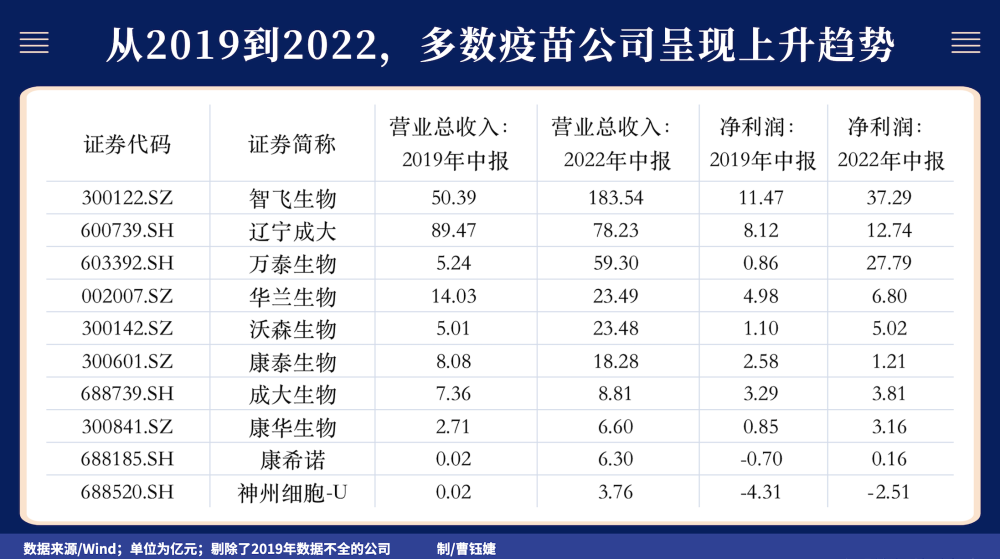 从2019到2022，多数疫苗公司呈现上升趋势
证券代码 证券简称 营业总收入：2019年中报 营业总收入：2022年中报 净利润：2019年中报 净利润：2022年中报
300122.SZ 智飞生物 50.39 183.54 11.47 37.29
600739.SH 辽宁成大 89.47 78.23 8.12 12.74
603392.SH 万泰生物 5.24 59.30 0.86 27.79
002007.SZ 华兰生物 14.03 23.49 4.98 6.80
300142.SZ 沃森生物 5.01 23.48 1.10 5.02
300601.SZ 康泰生物 8.08 18.28 2.58 1.21
688739.SH 成大生物 7.36 8.81 3.29 3.81
300841.SZ 康华生物 2.71 6.60 0.85 3.16
688185.SH 康希诺 0.02 6.30 -0.70 0.16
688520.SH 神州细胞-U 0.02 3.76 -4.31 -2.51
数据来源/Wind；单位为亿元；剔除了2019年数据不全的公司 制/曹钰婕